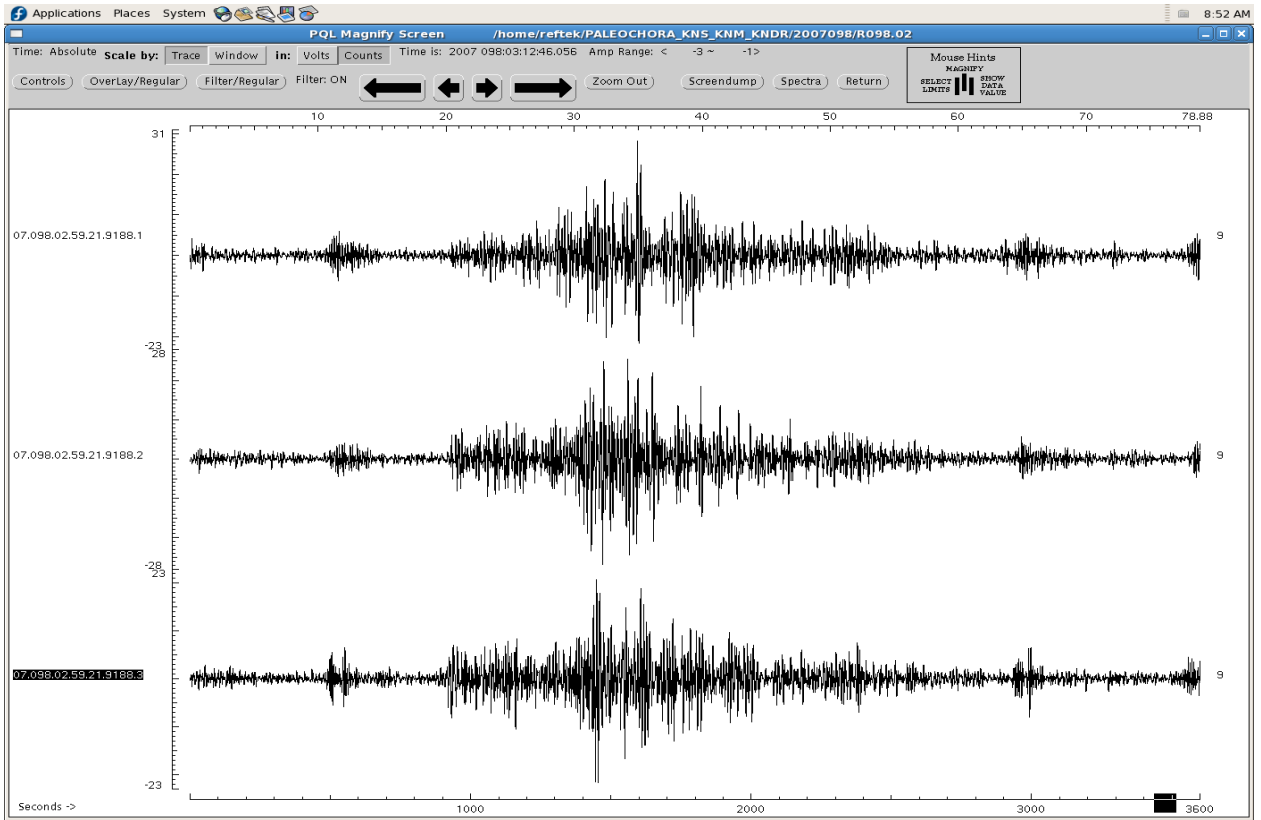 Applications Places System 8:52 AM
PQL Magnify Screen /home/reftek/PALEOCHORA_KNS_KNM_KNDR/2007098/R098.02
Time: Absolute Scale by: Trace Window in: Volts Counts Time is: 2007 098:03:12:46.056 Amp Range: < -3 ~ -1>
Mouse Hints
MAGNIFY
SELECT LIMITS SHOW DATA VALUE
Controls OverLay/Regular Filter/Regular Filter: ON Zoom Out Screendump Spectra Return
10 20 30 40 50 60 70 78.88
31
07.098.02.59.21.9188.1 9
-23
28
07.098.02.59.21.9188.2 9
-28
23
07.098.02.59.21.9188.3 9
-23
Seconds -> 1000 2000 3000 3600